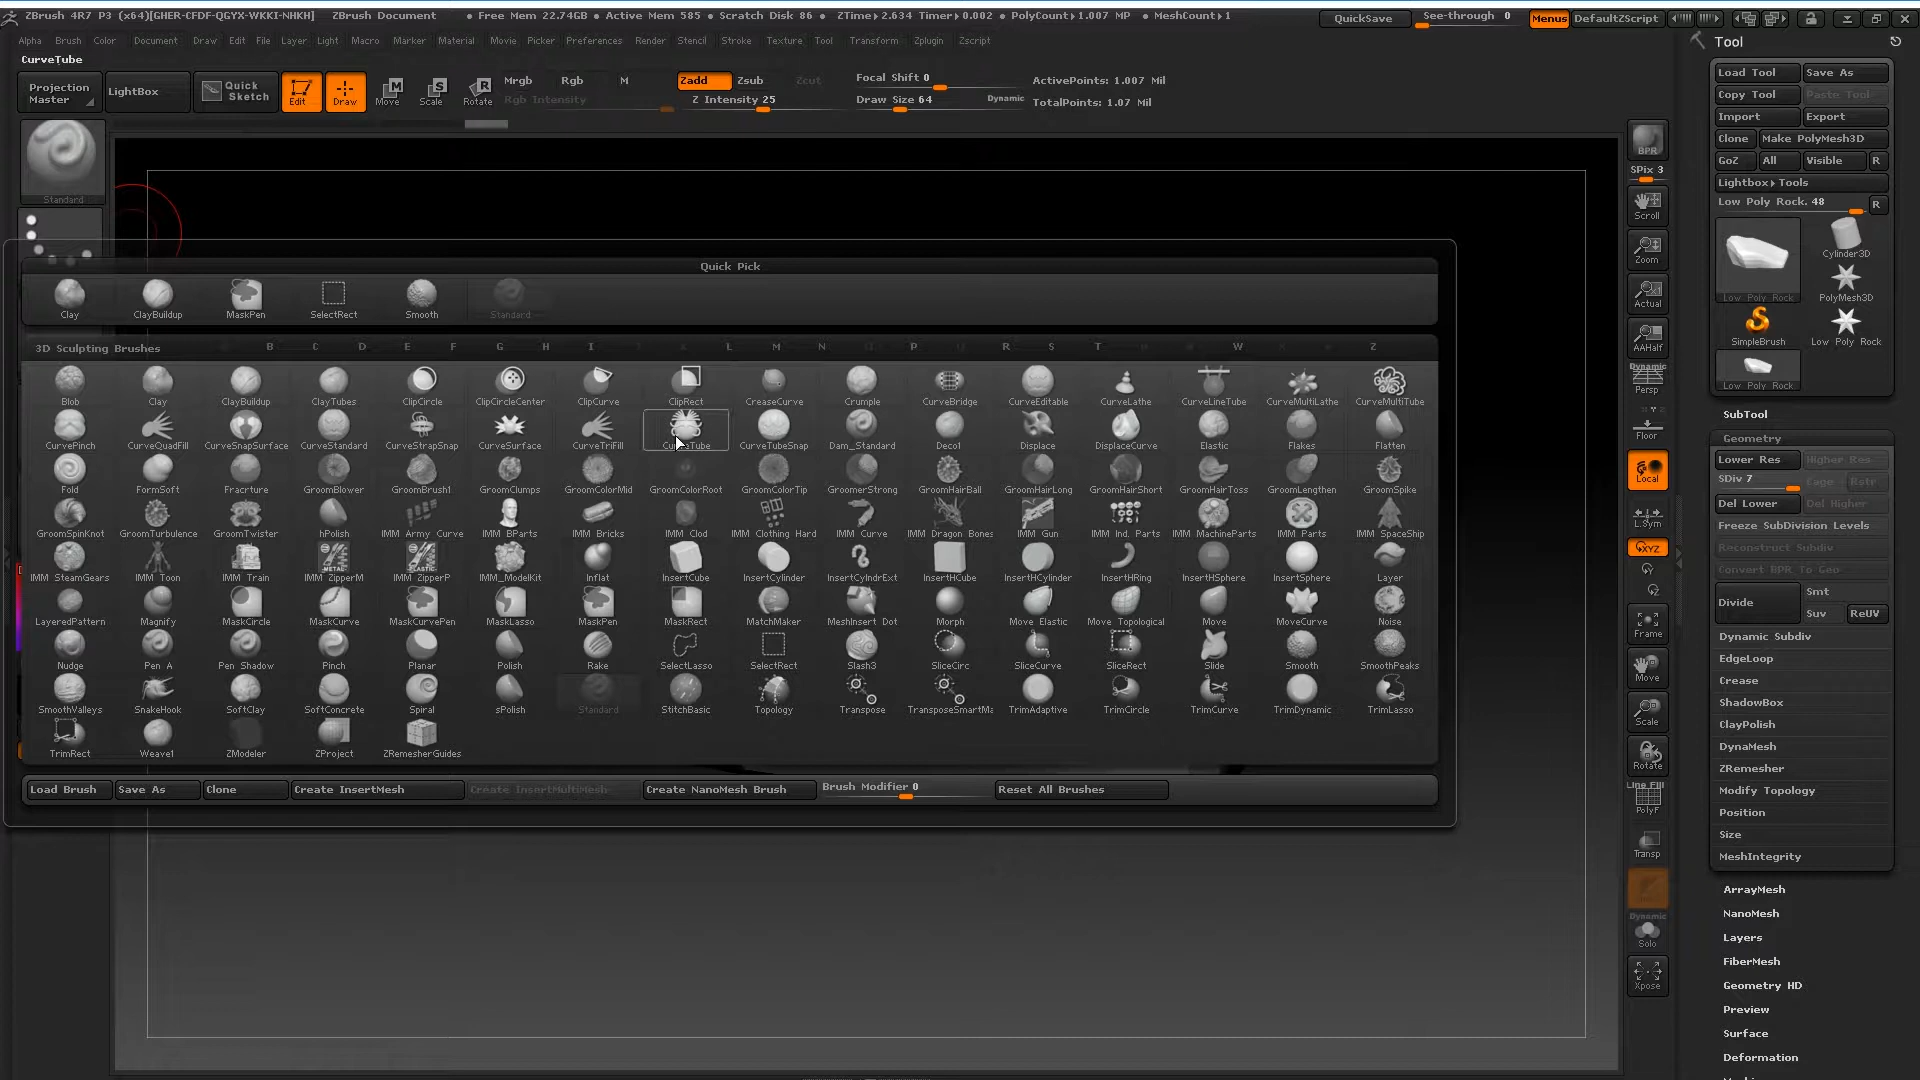 ZBrush 4R7 P3 (x64)[GHER-CFDF-QGYX-WKKI-NHKH] ZBrush Document • Free Mem 22.74GB • Active Mem 585 • Scratch Disk 86 • ZTime▸2.634 Timer▸0.002 • PolyCount▸1.007 MP • MeshCount▸1 QuickSave See-through 0 Menus DefaultZScript
Alpha Brush Color Document Draw Edit File Layer Light Macro Marker Material Movie Picker Preferences Render Stencil Stroke Texture Tool Transform Zplugin Zscript
CurveTube
Projection Master LightBox Quick Sketch Edit Draw Move Scale Rotate
Mrgb Rgb M Zadd Zsub Zcut Focal Shift 0 ActivePoints: 1.007 Mil
Rgb Intensity Z Intensity 25 Draw Size 64 Dynamic TotalPoints: 1.07 Mil
Standard
Quick Pick
Clay ClayBuildup MaskPen SelectRect Smooth Standard
3D Sculpting Brushes B C D E F G H I L M N P R S T W Z
Blob Clay ClayBuildup ClayTubes ClipCircle ClipCircleCenter ClipCurve ClipRect CreaseCurve Crumple CurveBridge CurveEditable CurveLathe CurveLineTube CurveMultiLathe CurveMultiTube
CurvePinch CurveQuadFill CurveSnapSurface CurveStandard CurveStrapSnap CurveSurface CurveTriFill CurveTube CurveTubeSnap Dam_Standard Deco1 Displace DisplaceCurve Elastic Flakes Flatten
Fold FormSoft Fracrture GroomBlower GroomBrush1 GroomClumps GroomColorMid GroomColorRoot GroomColorTip GroomerStrong GroomHairBall GroomHairLong GroomHairShort GroomHairToss GroomLengthen GroomSpike
GroomSpinKnot GroomTurbulence GroomTwister hPolish IMM Army Curve IMM BParts IMM Bricks IMM Clod IMM Clothing Hard IMM Curve IMM Dragon Bones IMM Gun IMM Ind. Parts IMM MachineParts IMM Parts IMM SpaceShip
IMM SteamGears IMM Toon IMM Train IMM ZipperM IMM ZipperP IMM_ModelKit Inflat InsertCube InsertCylinder InsertCylndrExt InsertHCube InsertHCylinder InsertHRing InsertHSphere InsertSphere Layer
LayeredPattern Magnify MaskCircle MaskCurve MaskCurvePen MaskLasso MaskPen MaskRect MatchMaker MeshInsert Dot Morph Move Elastic Move Topological Move MoveCurve Noise
Nudge Pen A Pen Shadow Pinch Planar Polish Rake SelectLasso SelectRect Slash3 SliceCirc SliceCurve SliceRect Slide Smooth SmoothPeaks
SmoothValleys SnakeHook SoftClay SoftConcrete Spiral sPolish Standard StitchBasic Topology Transpose TransposeSmartMa TrimAdaptive TrimCircle TrimCurve TrimDynamic TrimLasso
TrimRect Weave1 ZModeler ZProject ZRemesherGuides
Load Brush Save As Clone Create InsertMesh Create InsertMultiMesh Create NanoMesh Brush Brush Modifier 0 Reset All Brushes
BPR
SPix 3
Scroll
Zoom
Actual
AAHalf
Dynamic
Persp
Floor
Local
L.Sym
XYZ
Frame
Move
Scale
Rotate
Line Fill
PolyF
Transp
Dynamic
Solo
Xpose
Tool
Load Tool Save As
Copy Tool Paste Tool
Import Export
Clone Make PolyMesh3D
GoZ All Visible R
Lightbox▸Tools
Low Poly Rock. 48 R
Cylinder3D
Low Poly Rock PolyMesh3D
SimpleBrush Low Poly Rock
Low Poly Rock
SubTool
Geometry
Lower Res Higher Res
SDiv 7 Cage Rstr
Del Lower Del Higher
Freeze SubDivision Levels
Reconstruct Subdiv
Convert BPR To Geo
Divide Smt
Suv ReUV
Dynamic Subdiv
EdgeLoop
Crease
ShadowBox
ClayPolish
DynaMesh
ZRemesher
Modify Topology
Position
Size
MeshIntegrity
ArrayMesh
NanoMesh
Layers
FiberMesh
Geometry HD
Preview
Surface
Deformation